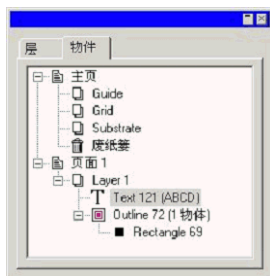 层 物件
主页
Guide
Grid
Substrate
废纸篓
页面 1
Layer 1
T Text 121 (ABCD)
Outline 72 (1 物体)
Rectangle 69